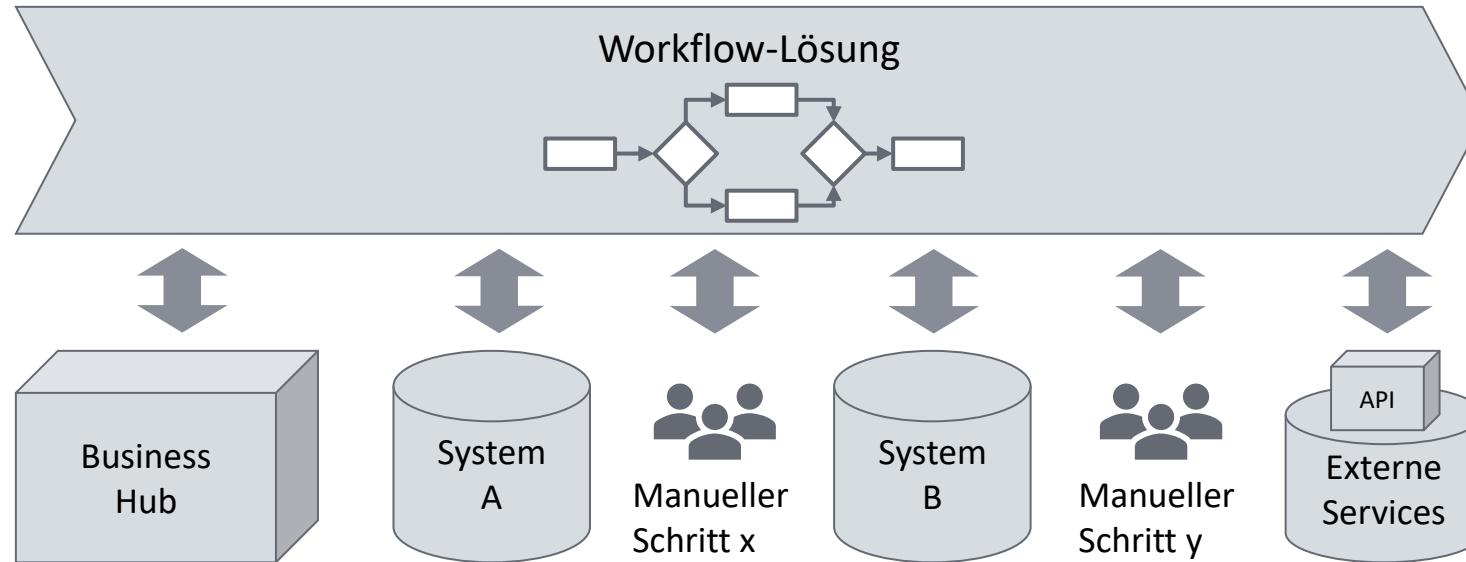 Workflow-Lösung
Business
Hub
System
A
Manueller
Schritt x
System
B
Manueller
Schritt y
API
Externe
Services